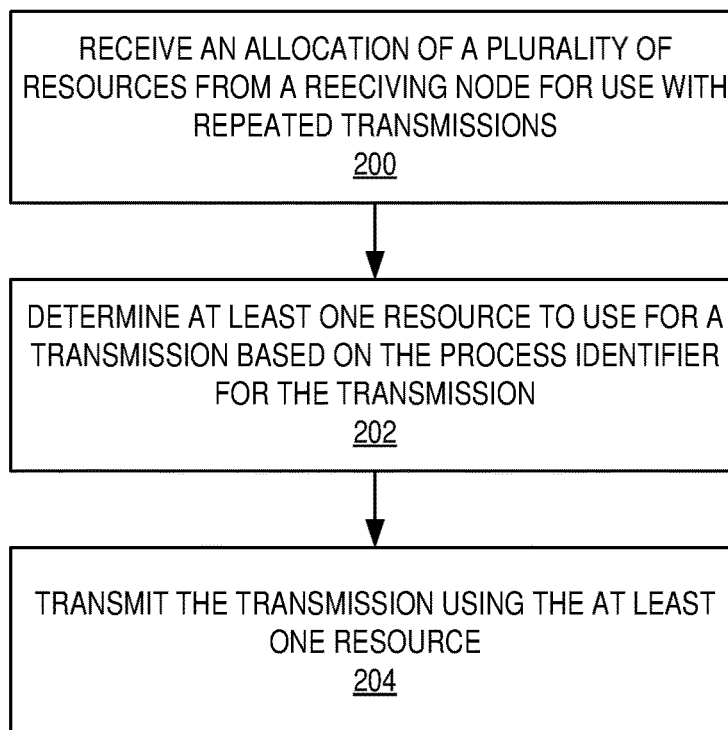 RECEIVE AN ALLOCATION OF A PLURALITY OF
RESOURCES FROM A REECIVING NODE FOR USE WITH
REPEATED TRANSMISSIONS
200
DETERMINE AT LEAST ONE RESOURCE TO USE FOR A
TRANSMISSION BASED ON THE PROCESS IDENTIFIER
FOR THE TRANSMISSION
202
TRANSMIT THE TRANSMISSION USING THE AT LEAST
ONE RESOURCE
204